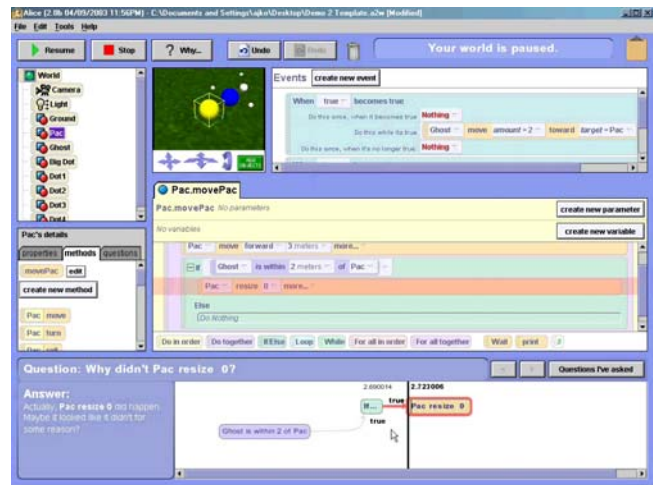 Alice (2.0b 04/09/2003 11:56PM) - C:\Documents and Settings\ajko\Desktop\Demo 2 Template.a2w [Modified]
File Edit Tools Help
Resume Stop ? Why... Undo Redo Your world is paused.
World
Camera
Light
Ground
Pac
Ghost
Big Dot
Dot1
Dot2
Dot3
Dot4
Events create new event
When true becomes true
Do this once, when it becomes true Nothing
Do this while its true Ghost move amount = 2 toward target = Pac
Do this once, when it's no longer true Nothing
Pac.movePac
Pac.movePac No parameters create new parameter
No variables create new variable
Pac move forward 3 meters more...
If Ghost is within 2 meters of Pac
Pac resize 0 more...
Else
(Do Nothing
Do in order Do together If/Else Loop While For all in order For all together Wait print
Pac's details
properties methods questions
movePac edit
create new method
Pac move
Pac turn
Pac roll
Question: Why didn't Pac resize 0?
Questions I've asked
Answer:
Actually, Pac resize 0 did happen.
Maybe it looked like it didn't for
some reason?
2.690014 2.723006
If... true Pac resize 0
true
Ghost is within 2 of Pac